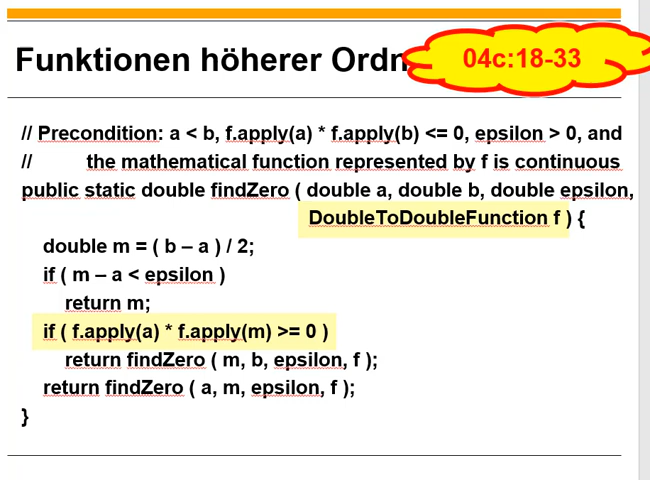 Funktionen höherer Ordn
04c:18-33
// Precondition: a < b, f.apply(a) * f.apply(b) <= 0, epsilon > 0, and
// the mathematical function represented by f is continuous
public static double findZero ( double a, double b, double epsilon,
DoubleToDoubleFunction f ) {
double m = ( b – a ) / 2;
if ( m – a < epsilon )
return m;
if ( f.apply(a) * f.apply(m) >= 0 )
return findZero ( m, b, epsilon, f );
return findZero ( a, m, epsilon, f );
}